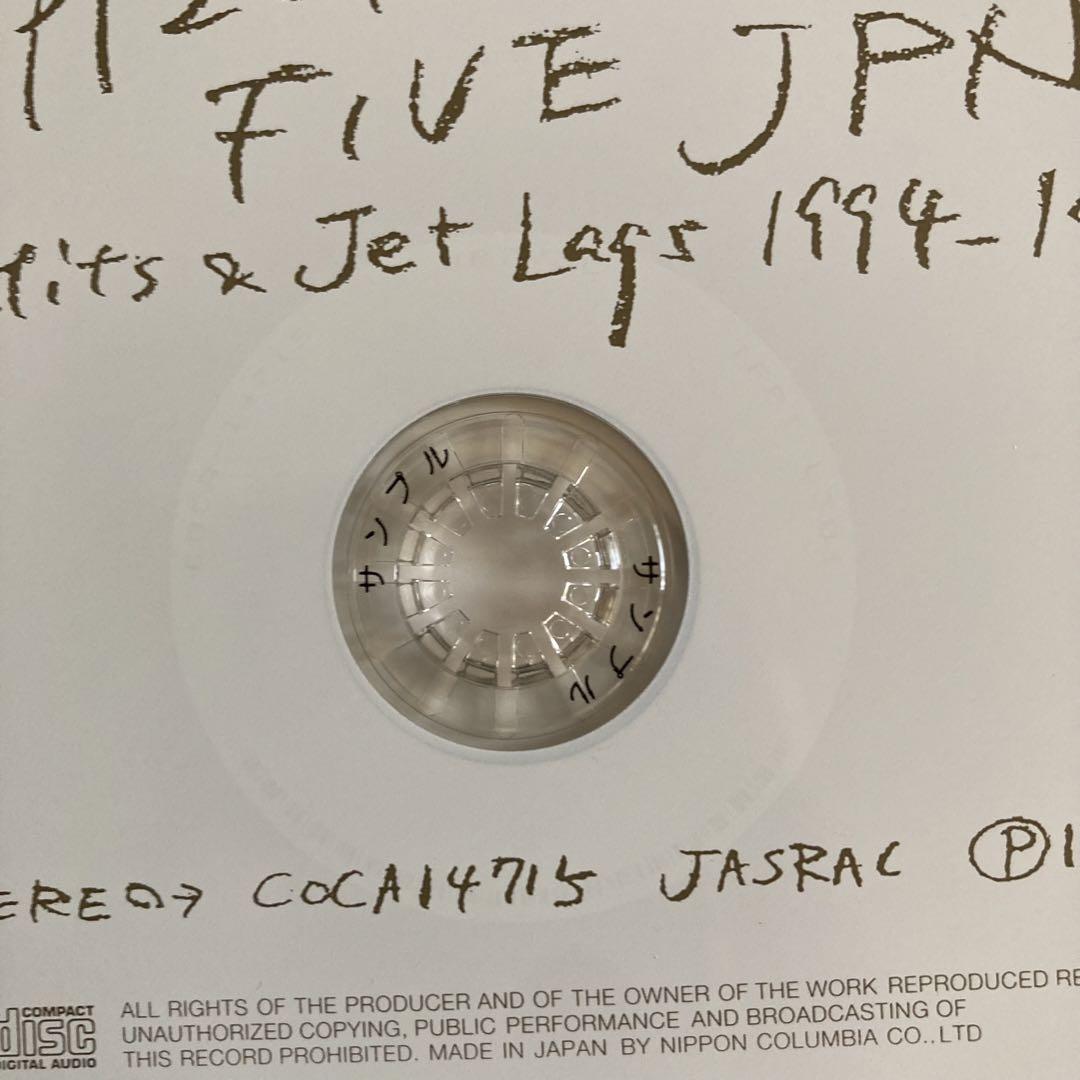 FIVE JPN
Hits & Jet Lags 1994-1
サンプル
サンプル
EREO→ COCA14715 JASRAC Ⓟ1
COMPACT
disc
DIGITAL AUDIO
ALL RIGHTS OF THE PRODUCER AND OF THE OWNER OF THE WORK REPRODUCED RE
UNAUTHORIZED COPYING, PUBLIC PERFORMANCE AND BROADCASTING OF
THIS RECORD PROHIBITED. MADE IN JAPAN BY NIPPON COLUMBIA CO., LTD